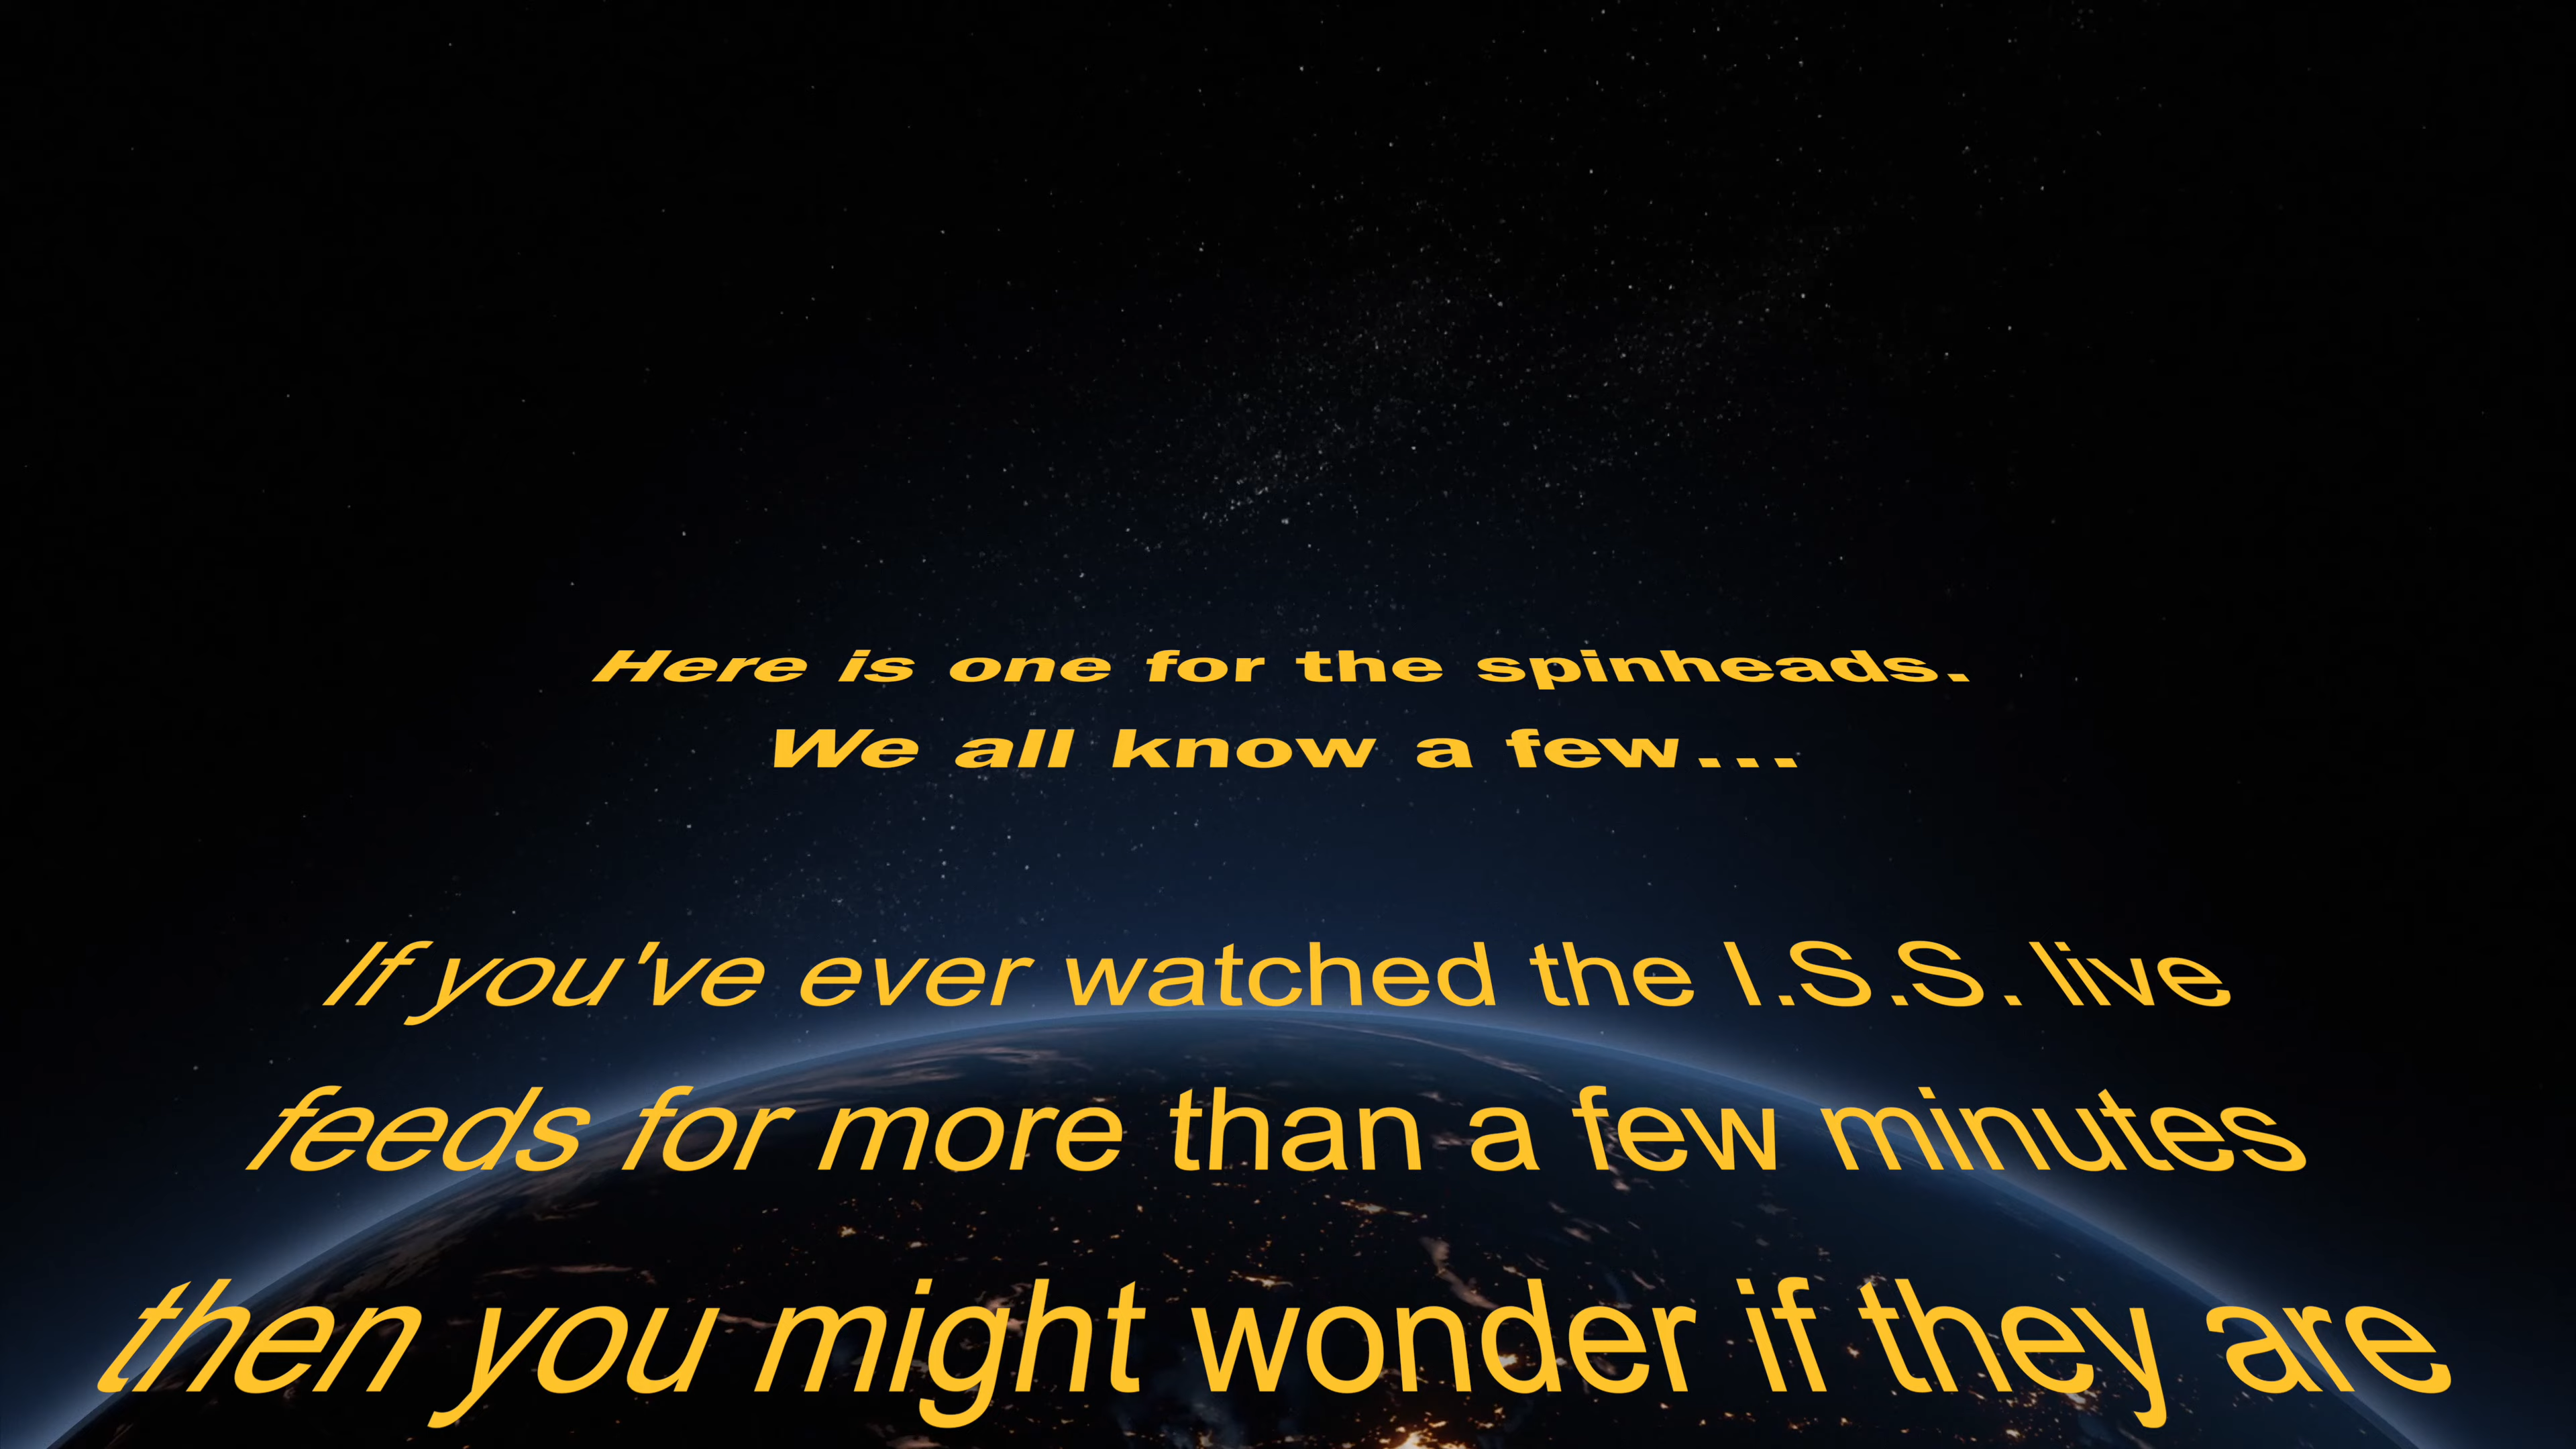 Here is one for the spinheads.
We all know a few...
If you've ever watched the I.S.S. live
feeds for more than a few minutes
then you might wonder if they are